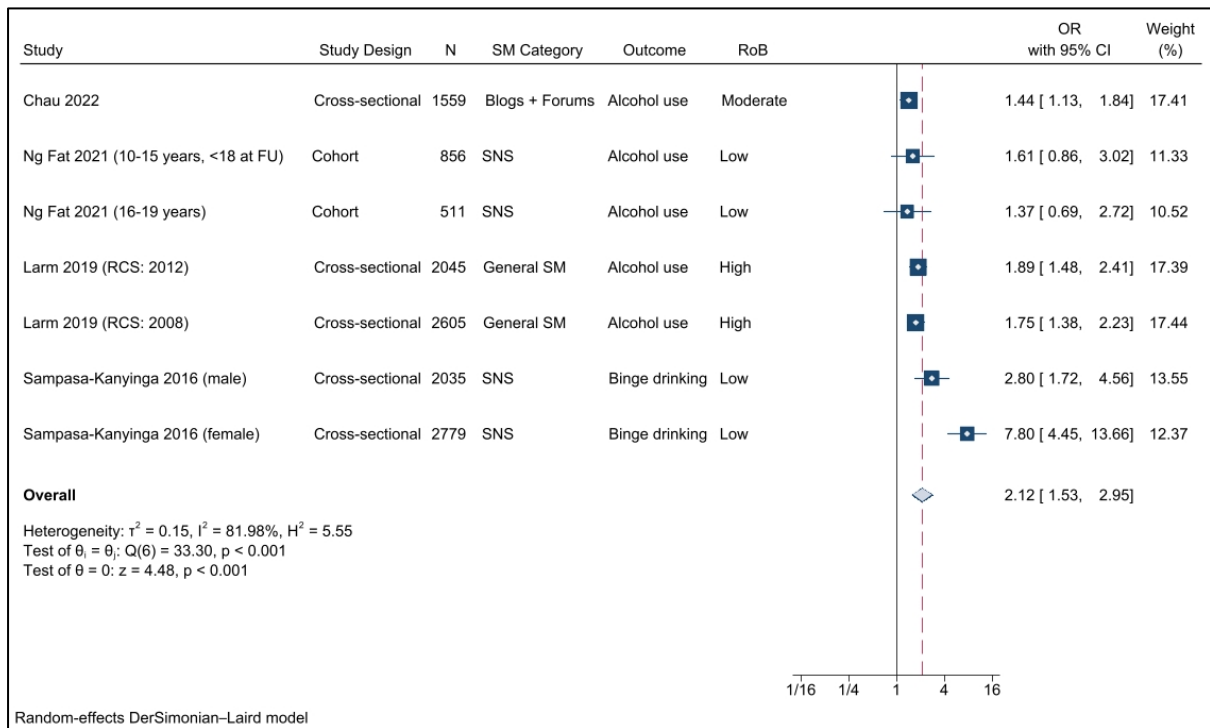 OR Weight
Study Study Design N SM Category Outcome RoB with 95% CI (%)
Chau 2022 Cross-sectional 1559 Blogs + Forums Alcohol use Moderate 1.44 [ 1.13, 1.84] 17.41
Ng Fat 2021 (10-15 years, <18 at FU) Cohort 856 SNS Alcohol use Low 1.61 [ 0.86, 3.02] 11.33
Ng Fat 2021 (16-19 years) Cohort 511 SNS Alcohol use Low 1.37 [ 0.69, 2.72] 10.52
Larm 2019 (RCS: 2012) Cross-sectional 2045 General SM Alcohol use High 1.89 [ 1.48, 2.41] 17.39
Larm 2019 (RCS: 2008) Cross-sectional 2605 General SM Alcohol use High 1.75 [ 1.38, 2.23] 17.44
Sampasa-Kanyinga 2016 (male) Cross-sectional 2035 SNS Binge drinking Low 2.80 [ 1.72, 4.56] 13.55
Sampasa-Kanyinga 2016 (female) Cross-sectional 2779 SNS Binge drinking Low 7.80 [ 4.45, 13.66] 12.37
Overall 2.12 [ 1.53, 2.95]
Heterogeneity: τ² = 0.15, I² = 81.98%, H² = 5.55
Test of θᵢ = θⱼ: Q(6) = 33.30, p < 0.001
Test of θ = 0: z = 4.48, p < 0.001
1/16 1/4 1 4 16
Random-effects DerSimonian–Laird model